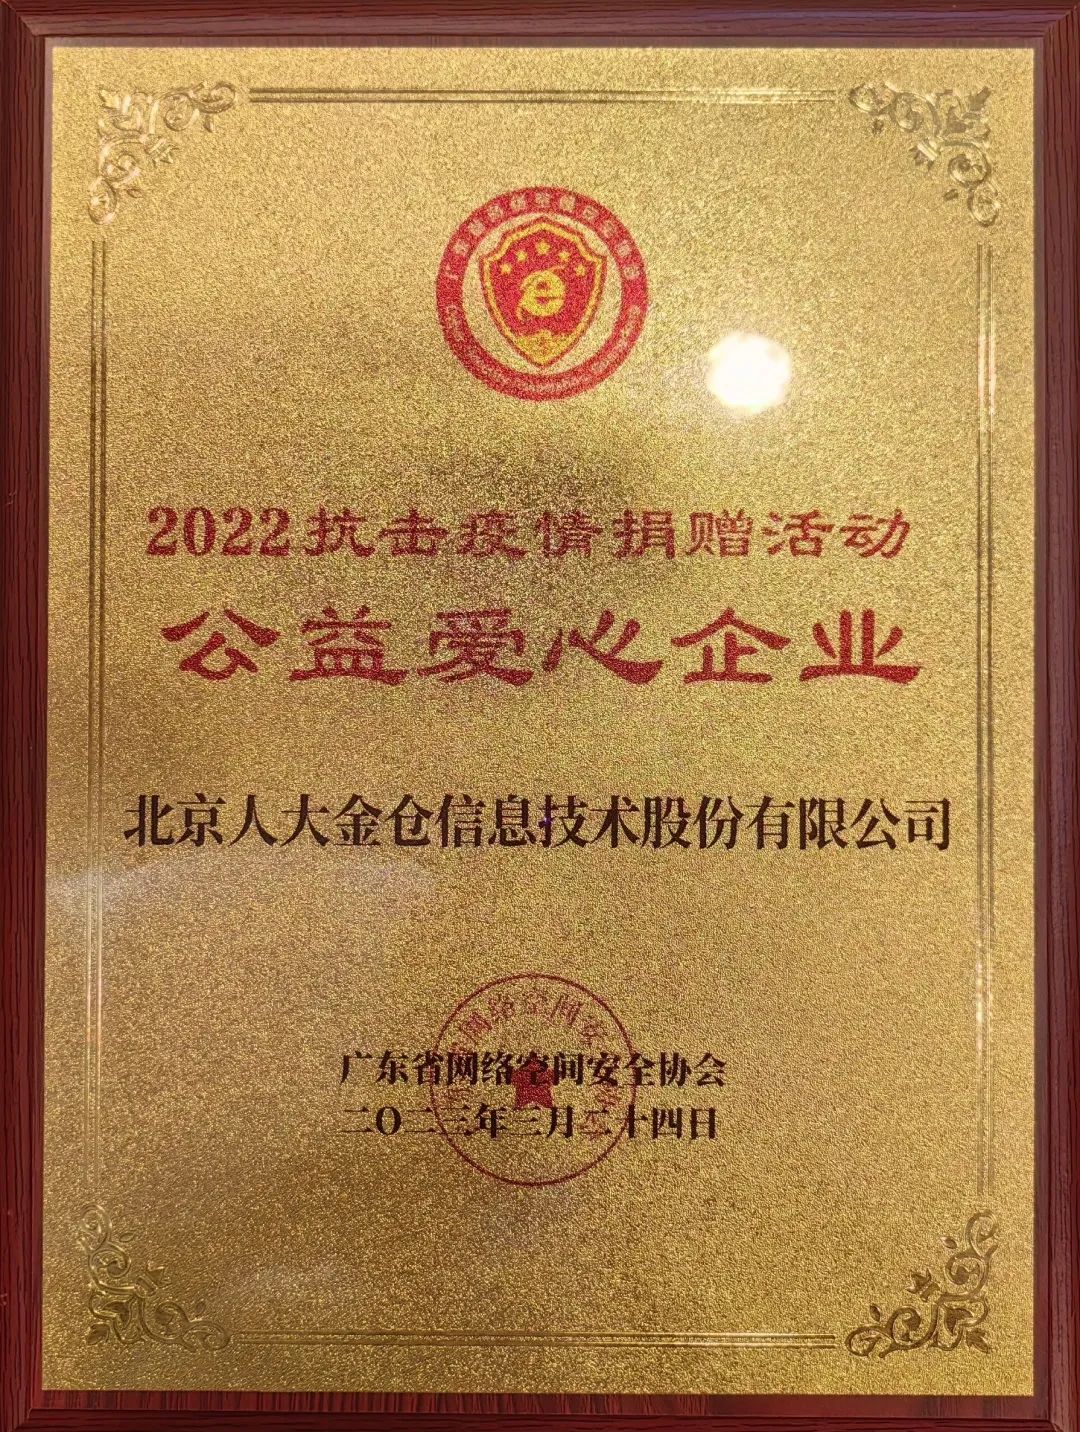 2022抗击疫情捐赠活动
公益爱心企业
北京人大金仓信息技术股份有限公司
广东省网络空间安全协会
二〇二三年三月二十四日